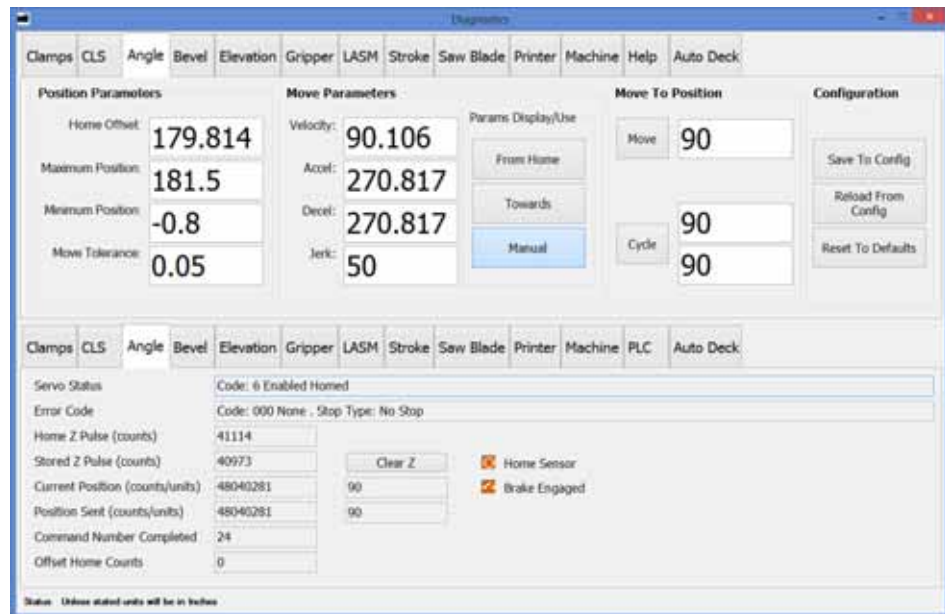 Diagnostics
Clamps CLS Angle Bevel Elevation Gripper LASM Stroke Saw Blade Printer Machine Help Auto Deck
Position Parameters
Home Offset: 179.814
Maximum Position: 181.5
Minimum Position: -0.8
Move Tolerance: 0.05
Move Parameters
Velocity: 90.106
Accel: 270.817
Decel: 270.817
Jerk: 50
Params Display/Use
From Home
Towards
Manual
Move To Position
Move 90
90
Cycle
90
Configuration
Save To Config
Reload From
Config
Reset To Defaults
Clamps CLS Angle Bevel Elevation Gripper LASM Stroke Saw Blade Printer Machine PLC Auto Deck
Servo Status Code: 6 Enabled Homed
Error Code Code: 000 None . Stop Type: No Stop
Home Z Pulse (counts) 41114
Stored Z Pulse (counts) 40973 Clear Z Home Sensor
Current Position (counts/units) 48040281 90 Brake Engaged
Position Sent (counts/units) 48040281 90
Command Number Completed 24
Offset Home Counts 0
Status Unless stated units will be in Inches